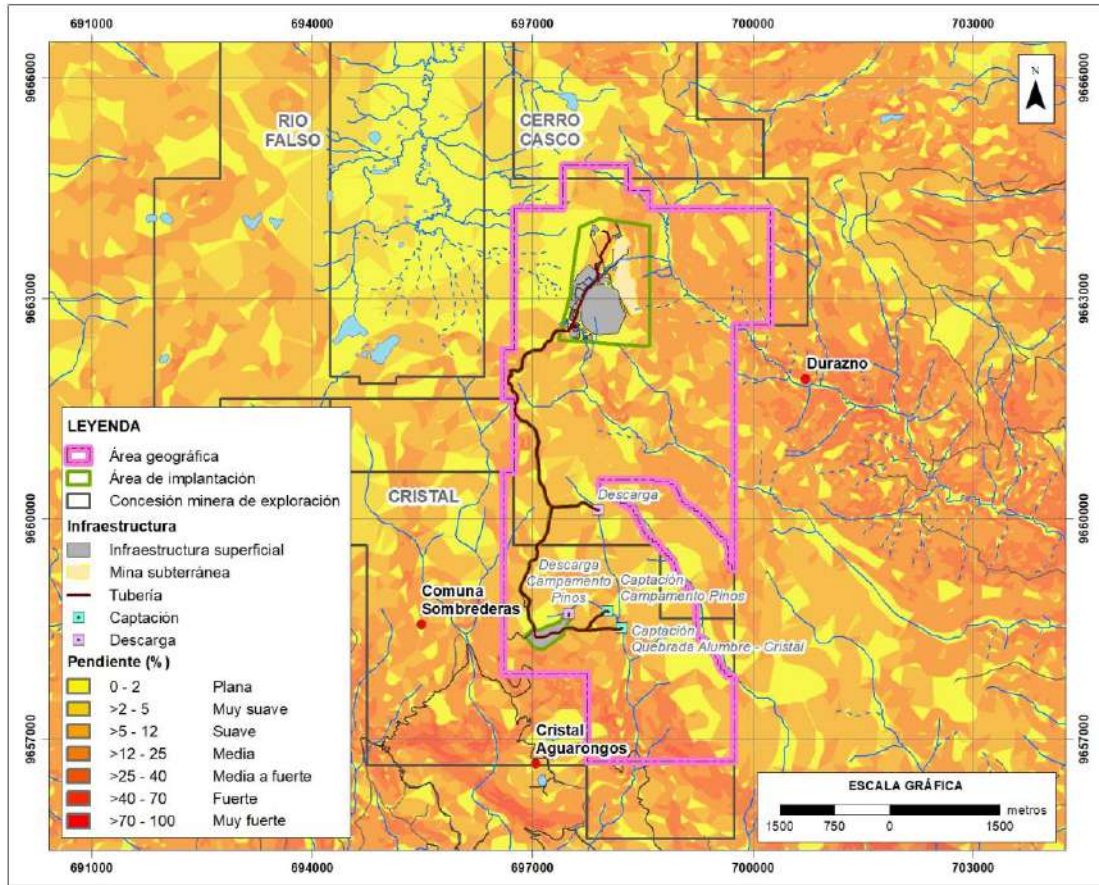 691000
694000
697000
700000
703000
9666000
9666000
N
RIO
FALSO
CERRO
CASCO
9663000
9663000
Durazno
LEYENDA
Área geográfica
Área de implantación
Concesión minera de exploración
Infraestructura
Infraestructura superficial
Mina subterránea
Tubería
Captación
Descarga
Pendiente (%)
0 - 2 Plana
>2 - 5 Muy suave
>5 - 12 Suave
>12 - 25 Media
>25 - 40 Media a fuerte
>40 - 70 Fuerte
>70 - 100 Muy fuerte
CRISTAL
Descarga
9660000
9660000
Descarga
Campamento
Pinos
Captación
Campamento Pinos
Comuna
Sombrederas
Captación
Quebrada Alumbre - Cristal
9657000
9657000
Cristal
Aguarongos
ESCALA GRÁFICA
1500 750 0 1500 metros
691000
694000
697000
700000
703000